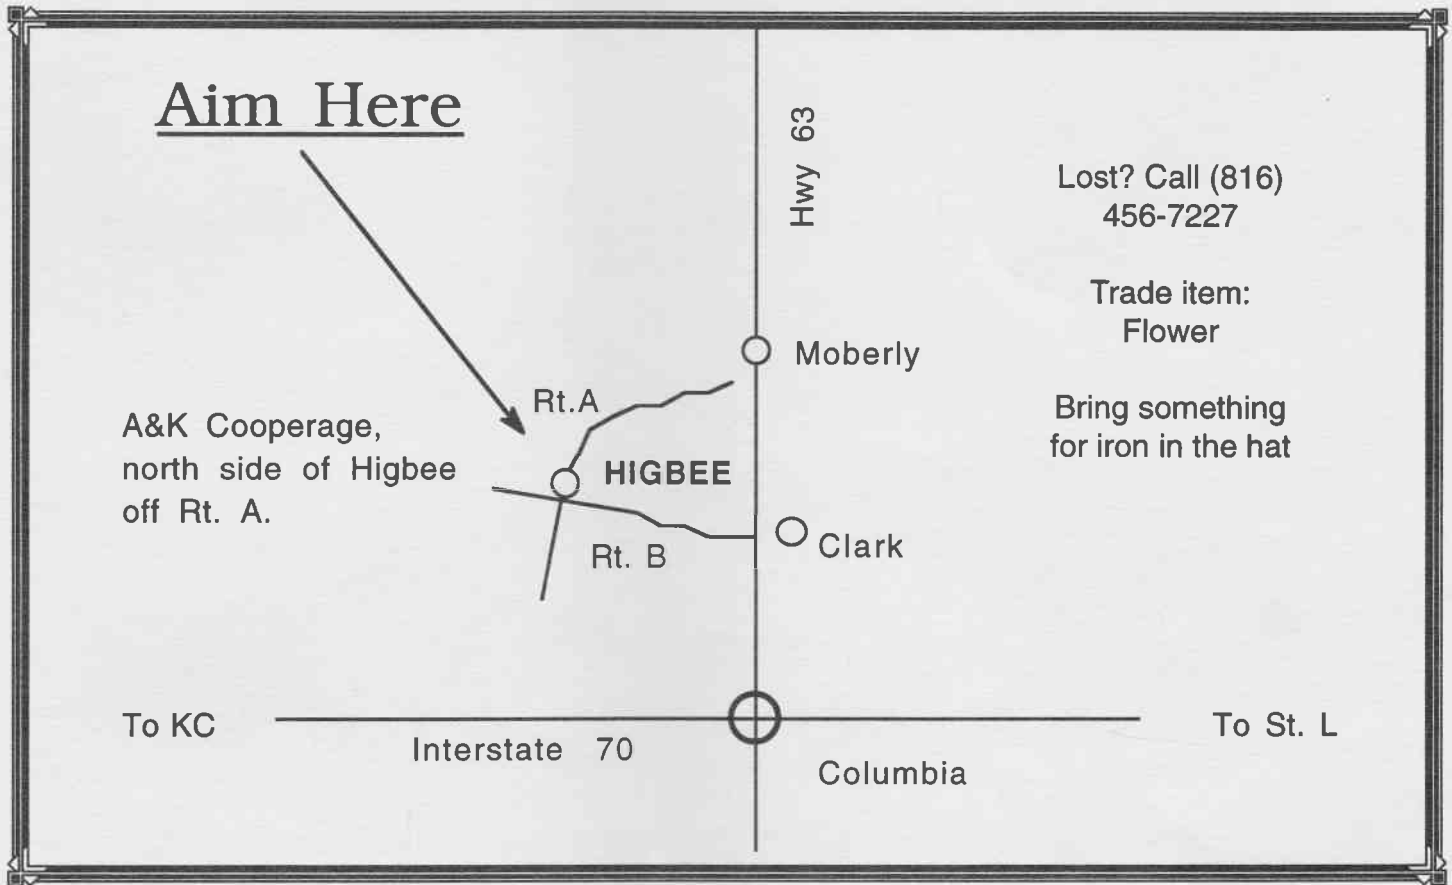 Aim Here
Hwy 63
Lost? Call (816)
456-7227
Trade item:
Flower
Bring something
for iron in the hat
Moberly
Rt.A
A&K Cooperage,
north side of Higbee
off Rt. A.
HIGBEE
Rt. B
Clark
To KC
Interstate 70
Columbia
To St. L